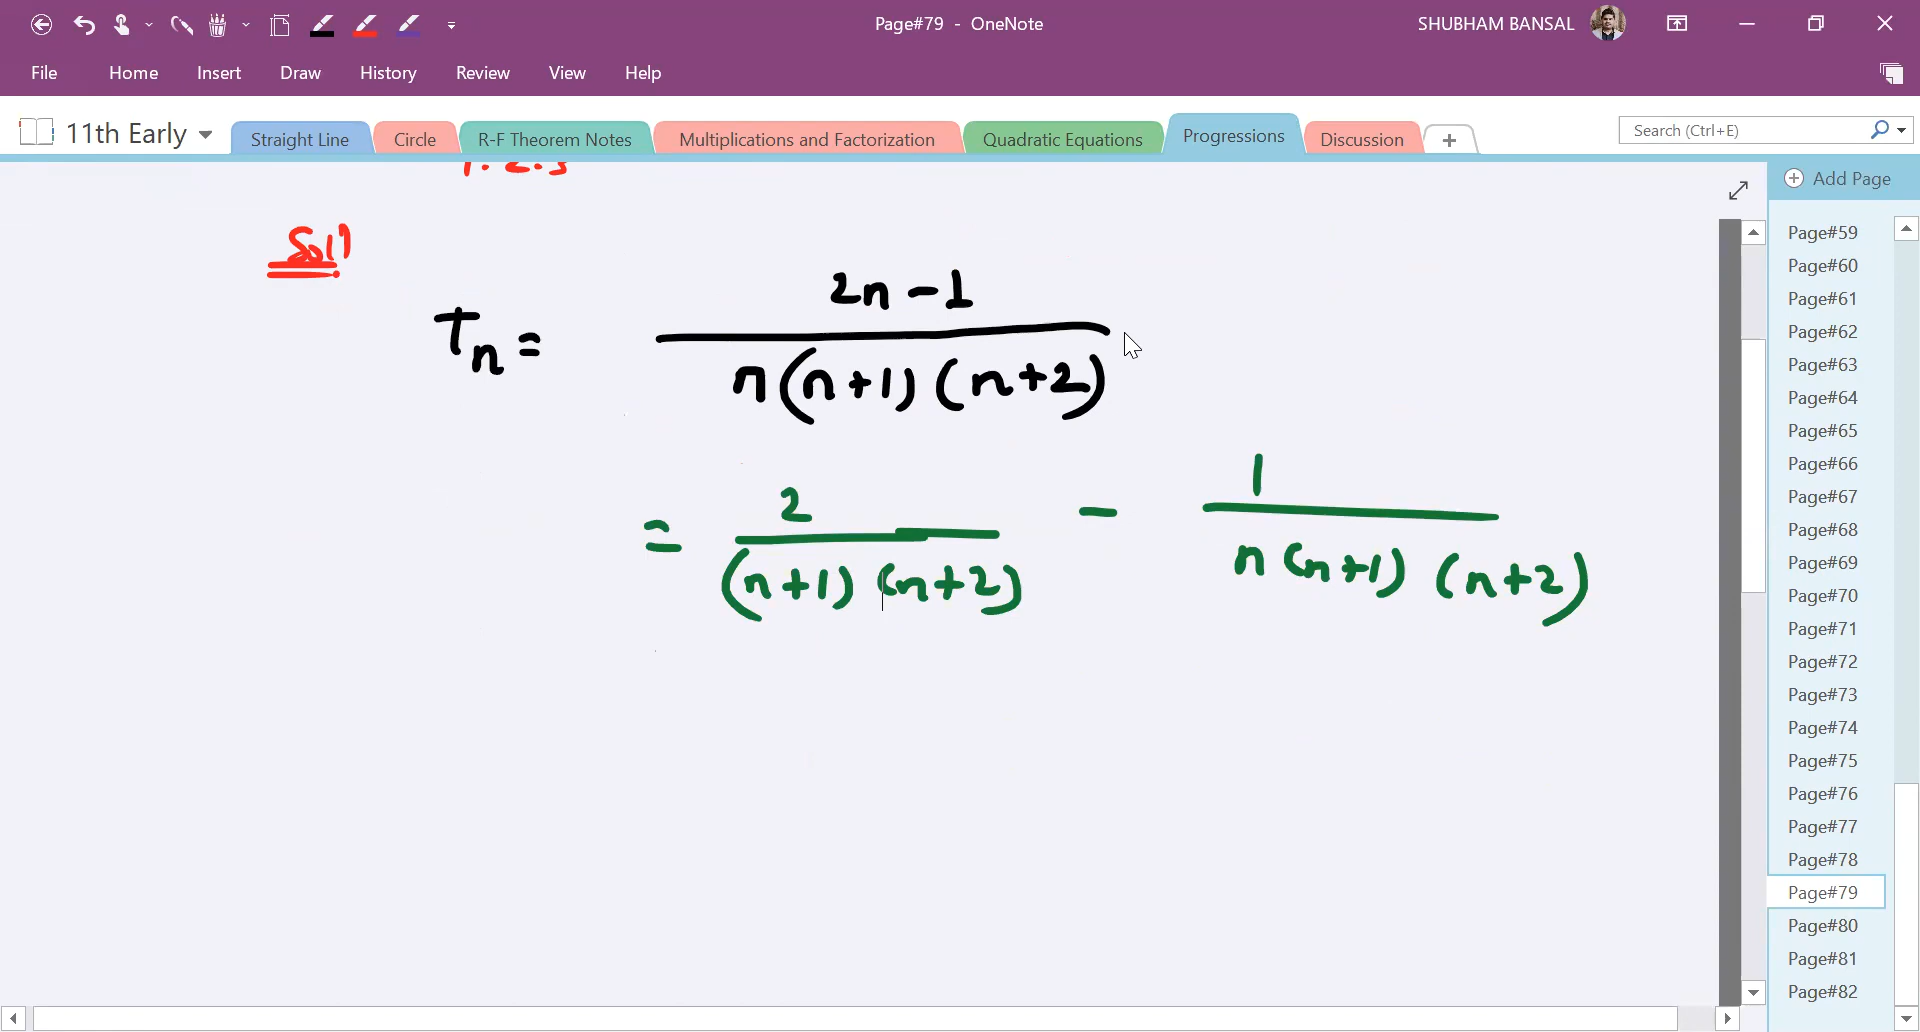 Page#79 - OneNote
SHUBHAM BANSAL
File Home Insert Draw History Review View Help
11th Early
Straight Line Circle R-F Theorem Notes Multiplications and Factorization Quadratic Equations Progressions Discussion
Search (Ctrl+E)
Add Page
1.2.3
Sol
Tn = 2n-1
n(n+1)(n+2)
= 2 - 1
(n+1)(n+2) n(n+1)(n+2)
Page#59
Page#60
Page#61
Page#62
Page#63
Page#64
Page#65
Page#66
Page#67
Page#68
Page#69
Page#70
Page#71
Page#72
Page#73
Page#74
Page#75
Page#76
Page#77
Page#78
Page#79
Page#80
Page#81
Page#82